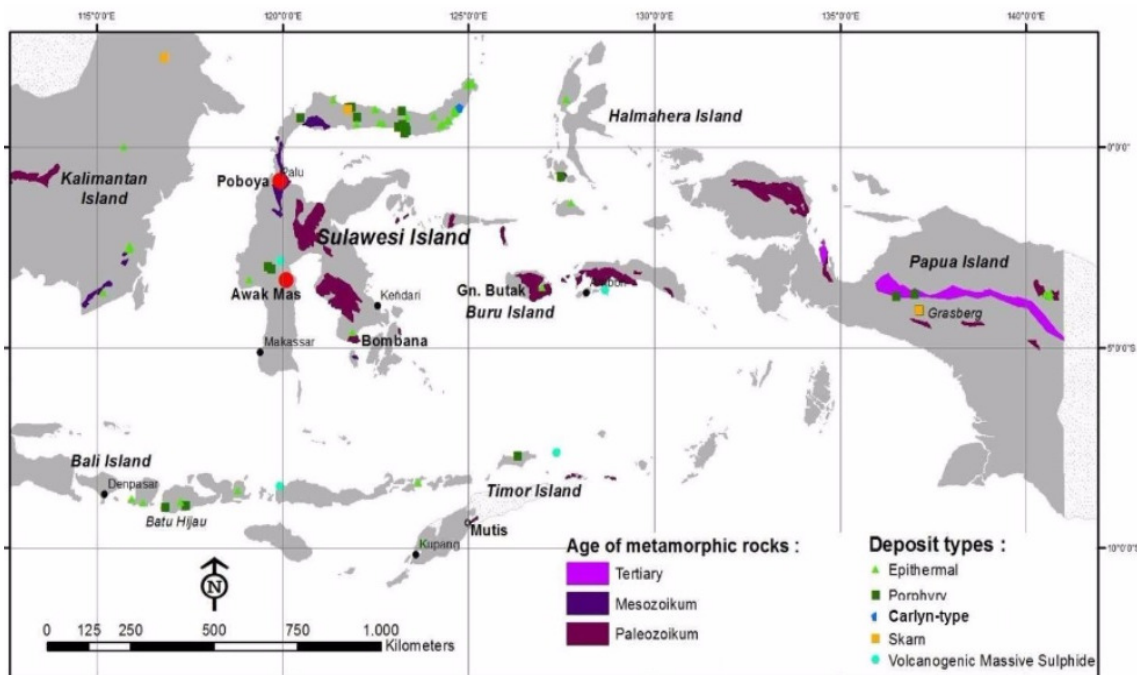 115°0'0"E
120°0'0"E
125°0'0"E
130°0'0"E
135°0'0"E
140°0'0"E
Halmahera Island
0°0'0"
Kalimantan
Island
Poboya
Palu
Sulawesi Island
Papua Island
Awak Mas
Kendari
Gn. Butak
Ambon
Buru Island
Grasberg
Makassar
Bombana
5°0'0"S
Bali Island
Denpasar
Timor Island
Batu Hijau
Mutis
Kupang
10°0'0"S
N
0 125 250 500 750 1.000
Kilometers
Age of metamorphic rocks :
Tertiary
Mesozoikum
Paleozoikum
Deposit types :
Epithermal
Porphyry
Carlyn-type
Skarn
Volcanogenic Massive Sulphide